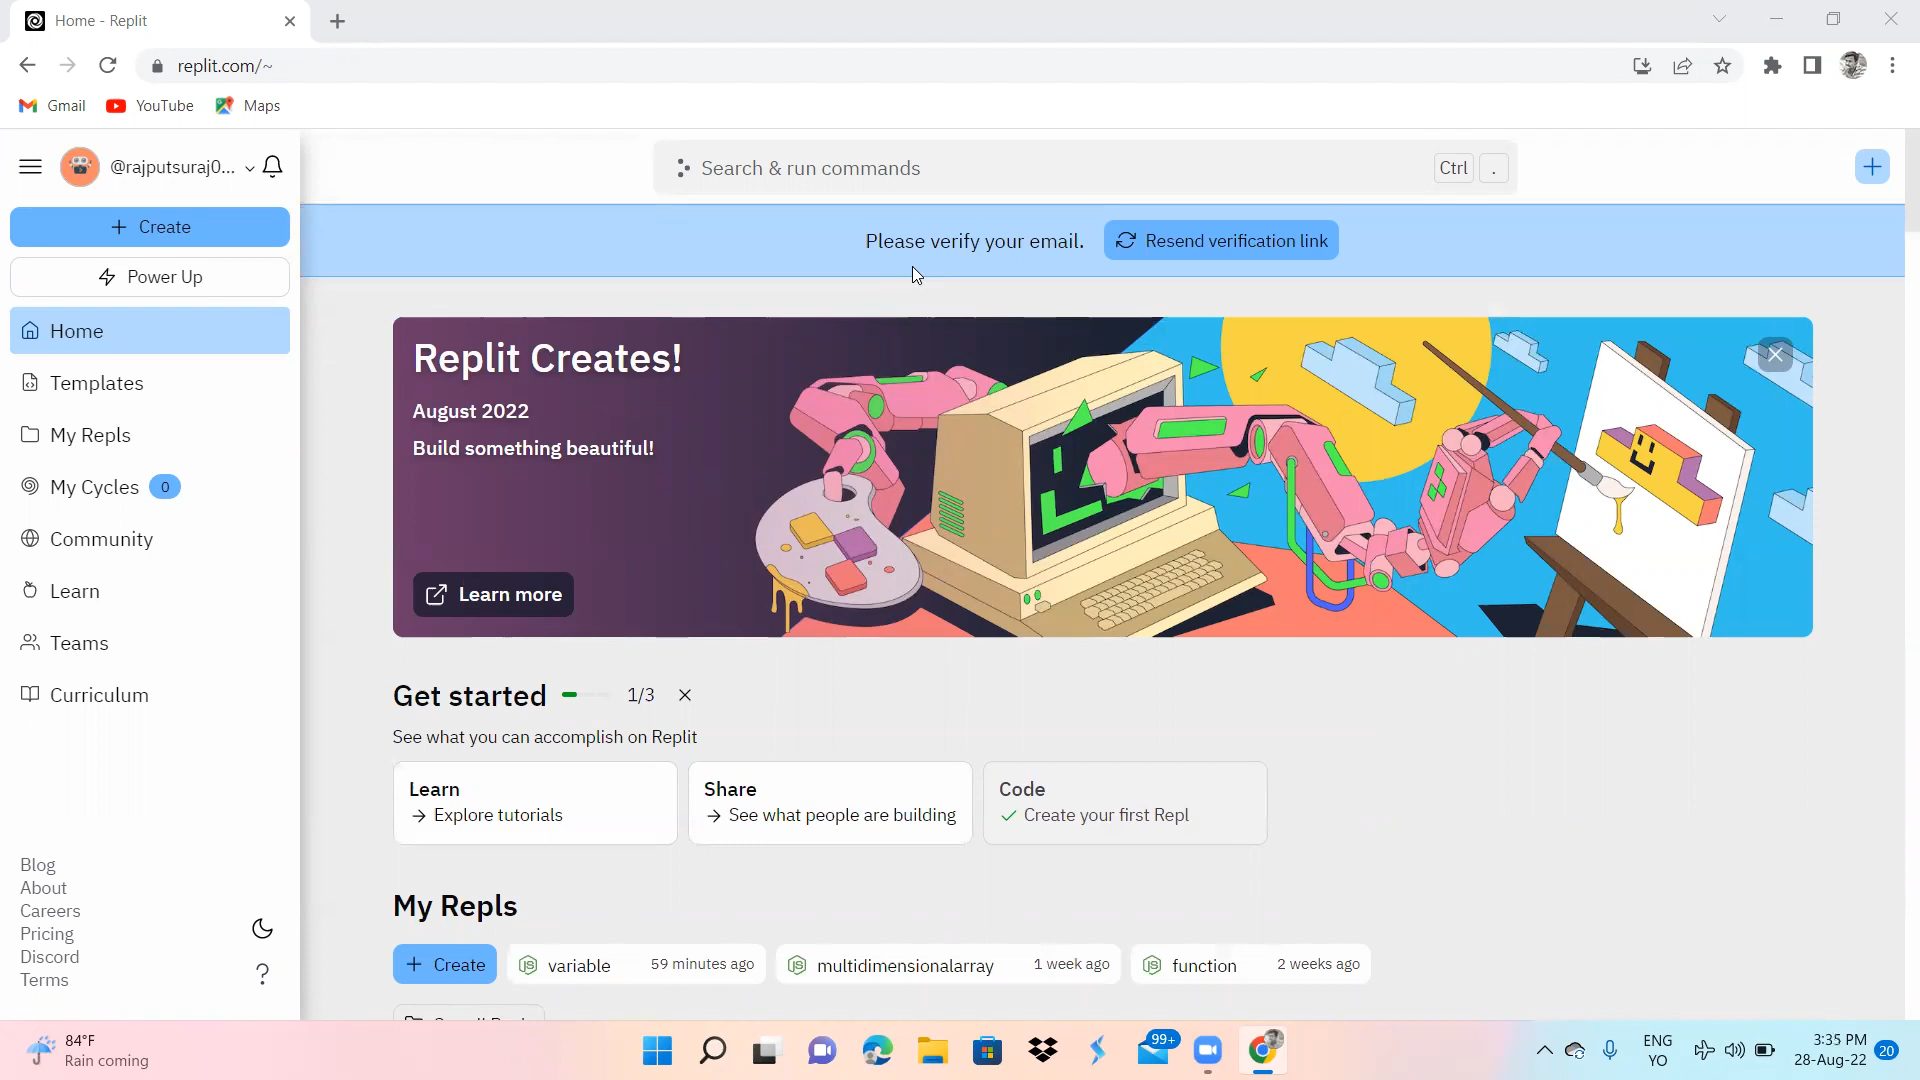 Home - Replit
replit.com/~
Gmail YouTube Maps
@rajputsuraj0...
Search & run commands Ctrl .
+ Create
Please verify your email. Resend verification link
Power Up
Home
Templates
My Repls
My Cycles 0
Community
Learn
Teams
Curriculum
Blog
About
Careers
Pricing
Discord
Terms
?
Replit Creates!
August 2022
Build something beautiful!
Learn more
Get started 1/3
See what you can accomplish on Replit
Learn
→ Explore tutorials
Share
→ See what people are building
Code
✓ Create your first Repl
My Repls
+ Create variable 59 minutes ago multidimensionalarray 1 week ago function 2 weeks ago
84°F
Rain coming
99+
ENG
YO
3:35 PM
28-Aug-22
20